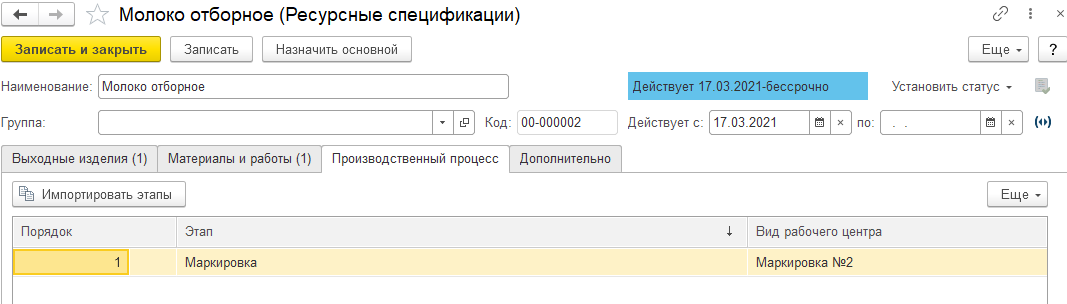 Молоко отборное (Ресурсные спецификации)
Записать и закрыть Записать Назначить основной Еще ?
Наименование: Молоко отборное Действует 17.03.2021-бессрочно Установить статус
Группа: Код: 00-000002 Действует с: 17.03.2021 по: . .
Выходные изделия (1) Материалы и работы (1) Производственный процесс Дополнительно
Импортировать этапы Еще
Порядок Этап Вид рабочего центра
1 Маркировка Маркировка №2